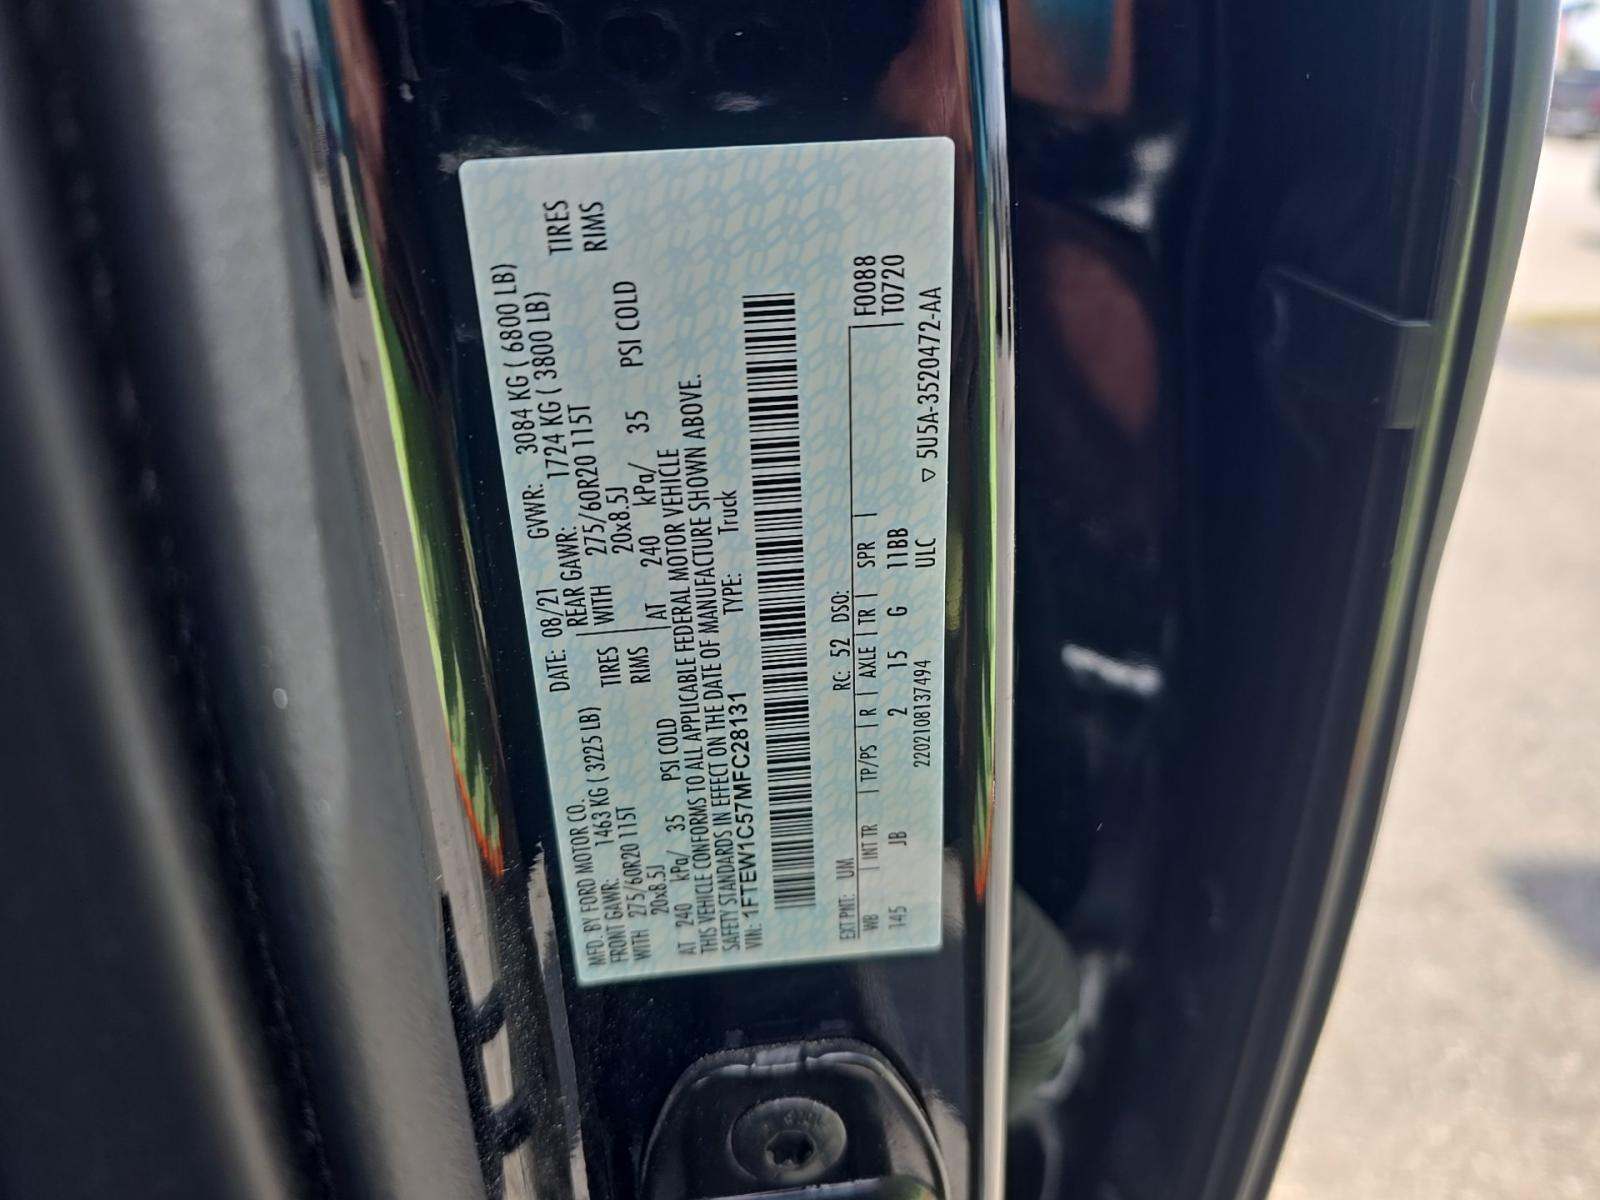 MFD. BY FORD MOTOR CO.
DATE: 08/21 GVWR: 3084 KG ( 6800 LB)
FRONT GAWR: 1463 KG ( 3225 LB)
REAR GAWR: 1724 KG ( 3800 LB)
WITH 275/60R20 115T TIRES
WITH 275/60R20 115T TIRES
20x8.5J RIMS
20x8.5J RIMS
AT 240 kPa/ 35 PSI COLD
AT 240 kPa/ 35 PSI COLD
THIS VEHICLE CONFORMS TO ALL APPLICABLE FEDERAL MOTOR VEHICLE
SAFETY STANDARDS IN EFFECT ON THE DATE OF MANUFACTURE SHOWN ABOVE.
VIN: 1FTEW1C57MFC28131 TYPE: Truck
EXT PNT: UM RC: 52 DSO:
WB | INT TR | TP/PS | R | AXLE | TR | SPR | F0088
145 JB 2 15 G 11BB T0720
2202108137494 ULC ▽ 5U5A-3520472-AA